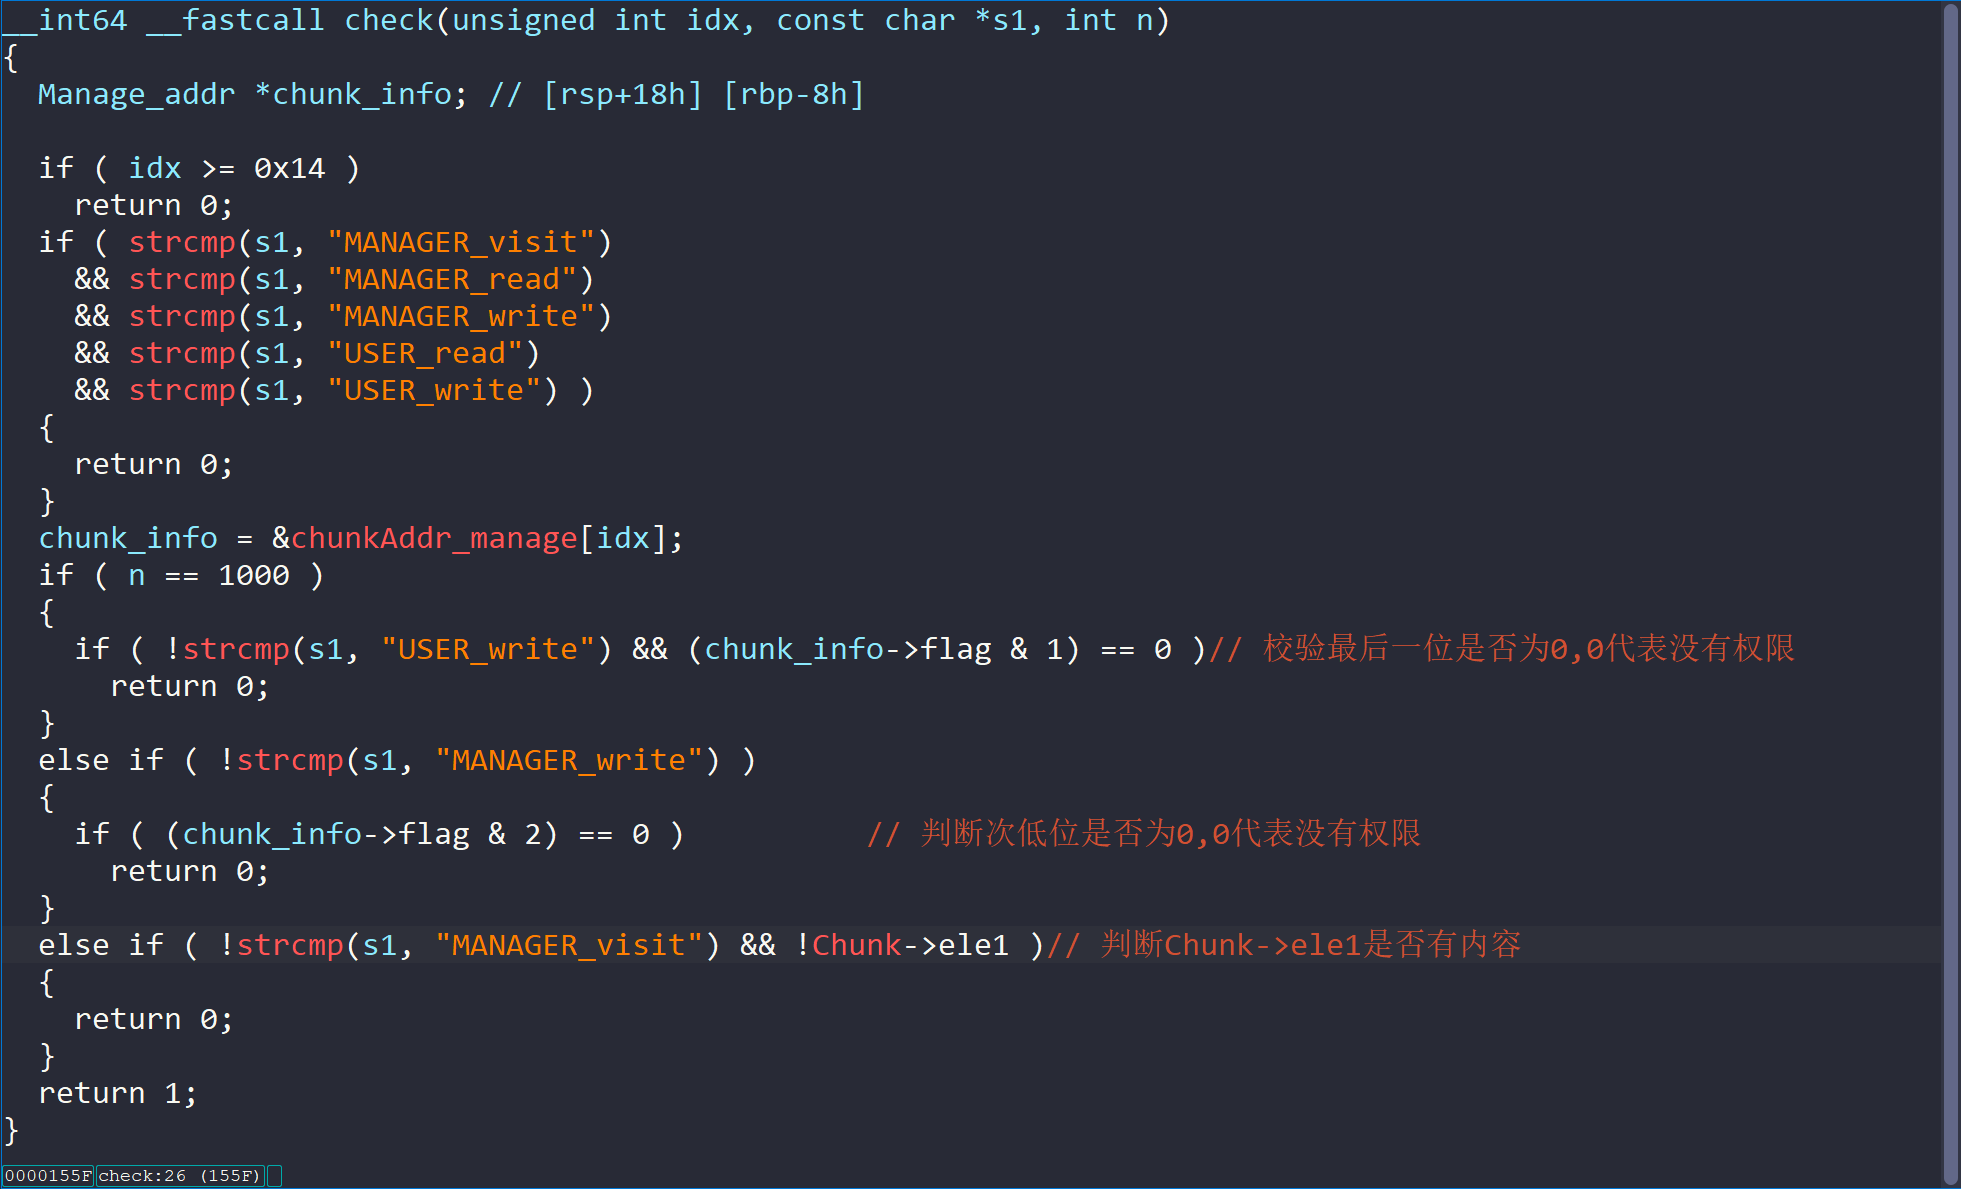 __int64 __fastcall check(unsigned int idx, const char *s1, int n)
{
  Manage_addr *chunk_info; // [rsp+18h] [rbp-8h]

  if ( idx >= 0x14 )
    return 0;
  if ( strcmp(s1, "MANAGER_visit")
    && strcmp(s1, "MANAGER_read")
    && strcmp(s1, "MANAGER_write")
    && strcmp(s1, "USER_read")
    && strcmp(s1, "USER_write") )
  {
    return 0;
  }
  chunk_info = &chunkAddr_manage[idx];
  if ( n == 1000 )
  {
    if ( !strcmp(s1, "USER_write") && (chunk_info->flag & 1) == 0 )// 校验最后一位是否为0,0代表没有权限
      return 0;
  }
  else if ( !strcmp(s1, "MANAGER_write") )
  {
    if ( (chunk_info->flag & 2) == 0 )          // 判断次低位是否为0,0代表没有权限
      return 0;
  }
  else if ( !strcmp(s1, "MANAGER_visit") && !Chunk->ele1 )// 判断Chunk->ele1是否有内容
  {
    return 0;
  }
  return 1;
}
0000155F check:26 (155F)